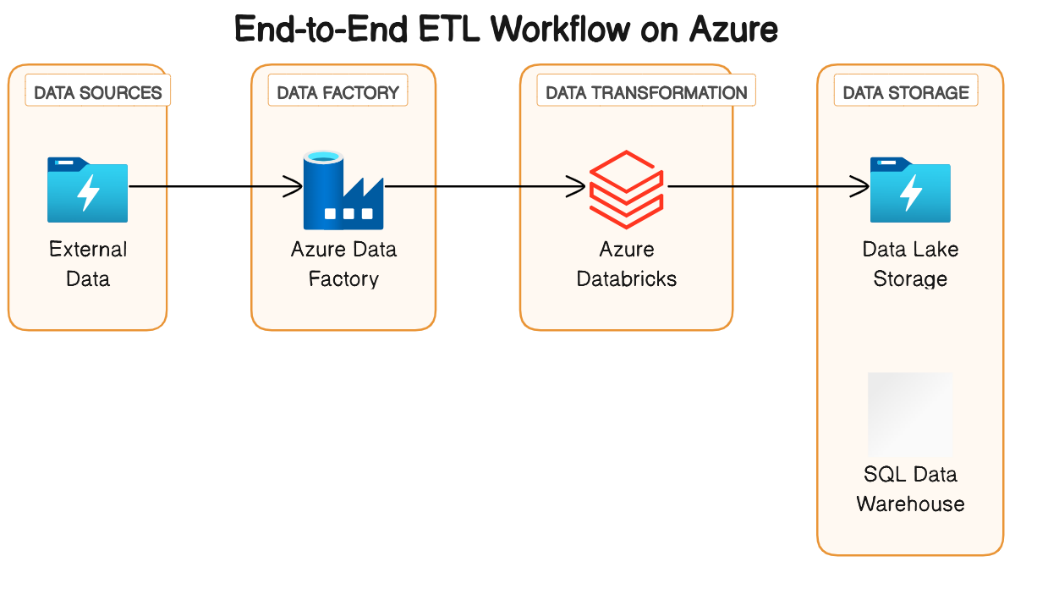 End-to-End ETL Workflow on Azure
DATA SOURCES
External
Data
DATA FACTORY
Azure Data
Factory
DATA TRANSFORMATION
Azure
Databricks
DATA STORAGE
Data Lake
Storage
SQL Data
Warehouse